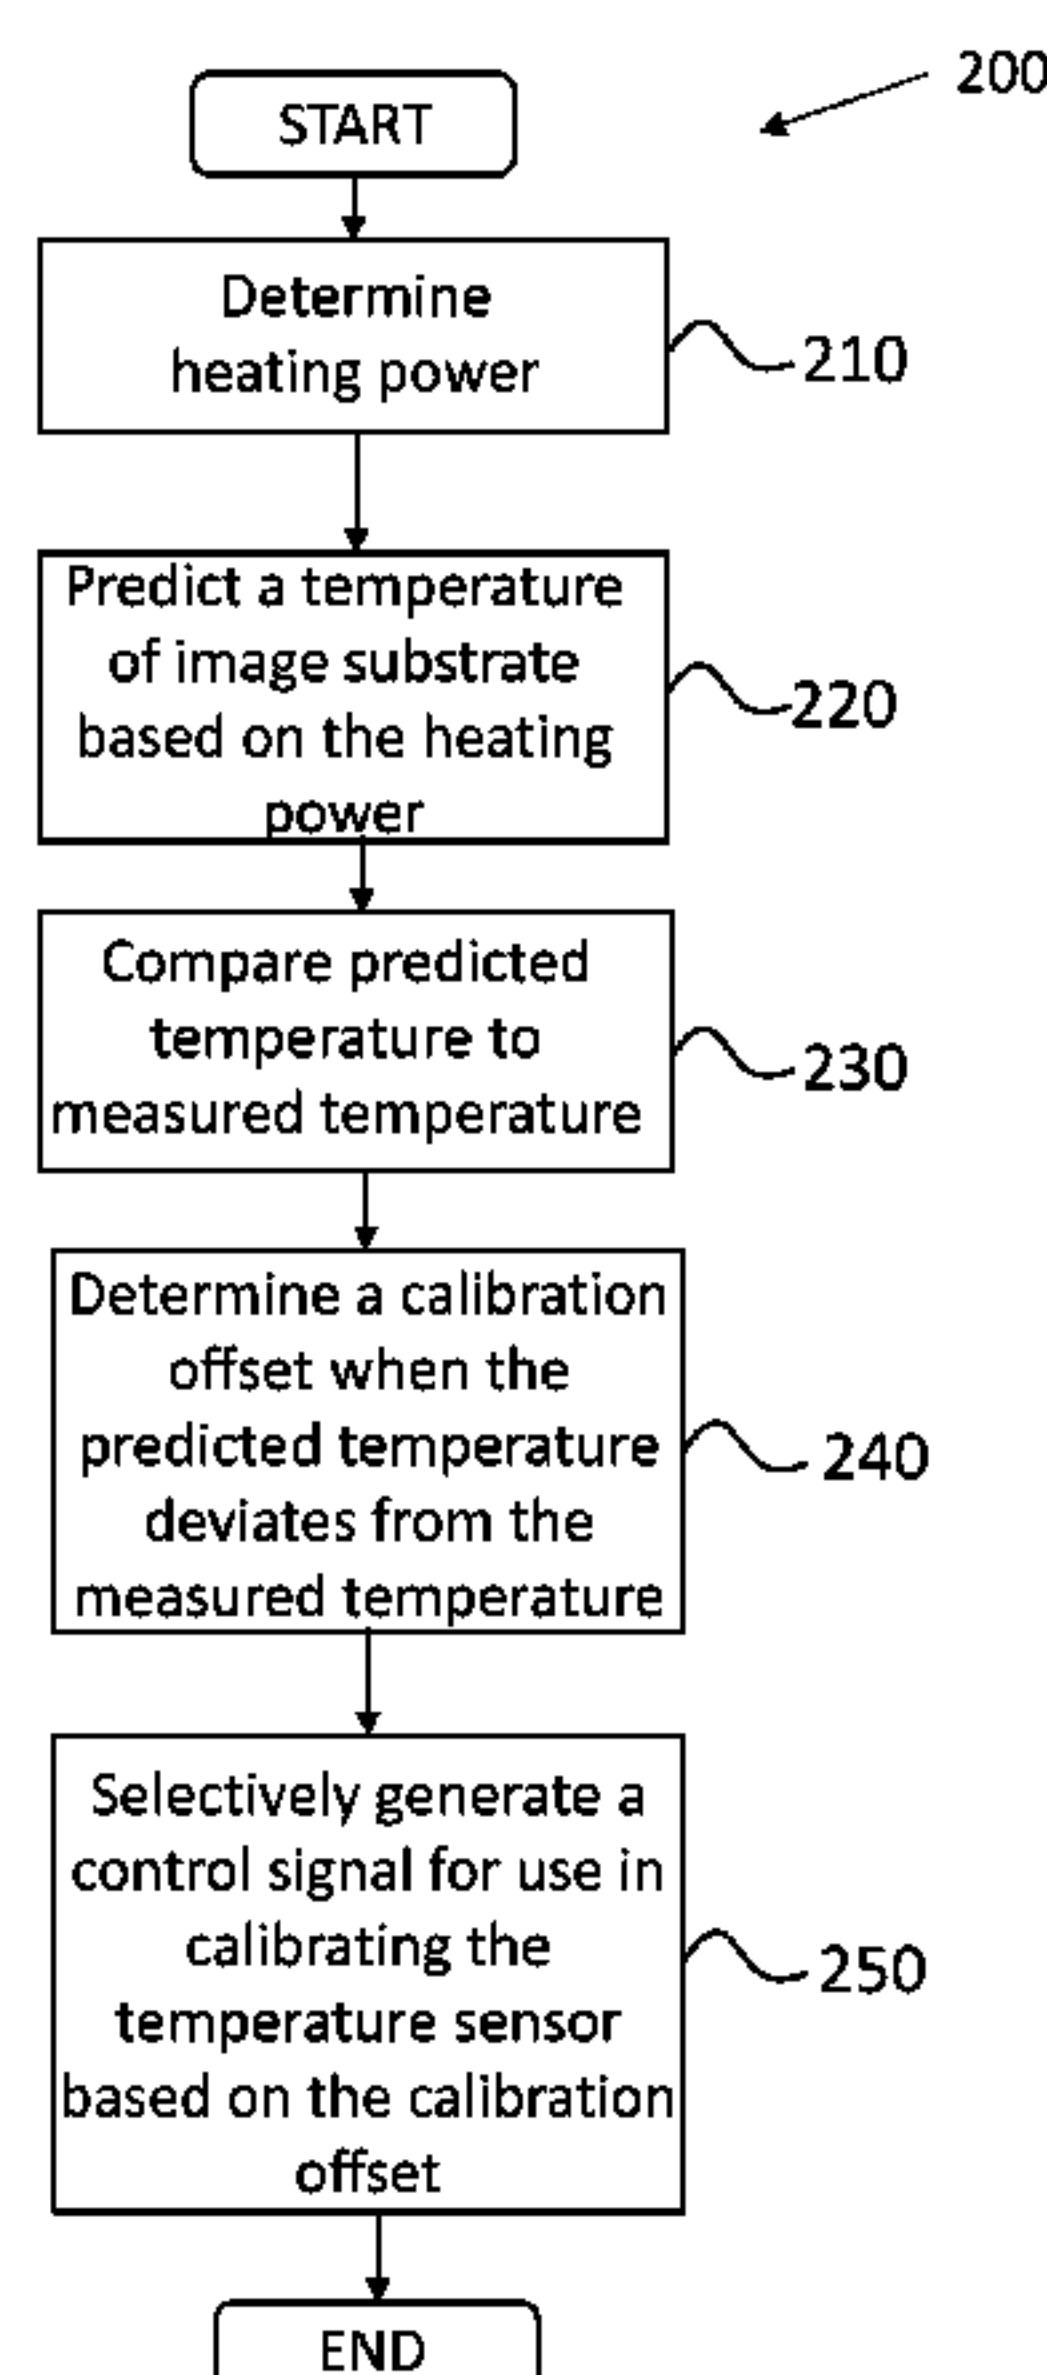 200
START
Determine
heating power
210
Predict a temperature
of image substrate
based on the heating
power
220
Compare predicted
temperature to
measured temperature
230
Determine a calibration
offset when the
predicted temperature
deviates from the
measured temperature
240
Selectively generate a
control signal for use in
calibrating the
temperature sensor
based on the calibration
offset
250
END